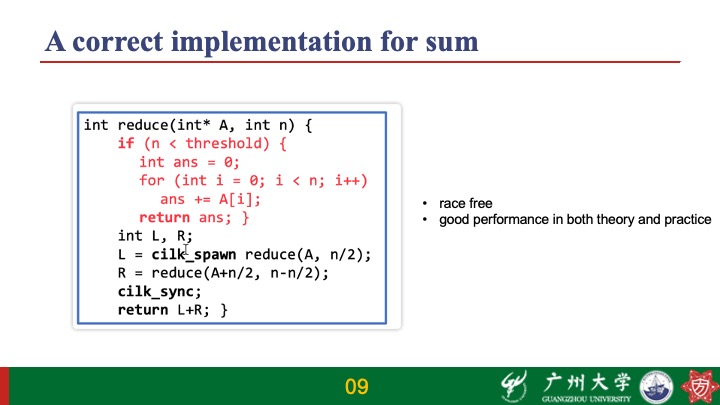 A correct implementation for sum
int reduce(int* A, int n) {
if (n < threshold) {
int ans = 0;
for (int i = 0; i < n; i++)
ans += A[i];
return ans; }
int L, R;
L = cilk_spawn reduce(A, n/2);
R = reduce(A+n/2, n-n/2);
cilk_sync;
return L+R; }
• race free
• good performance in both theory and practice
09
广州大学
GUANGZHOU UNIVERSITY